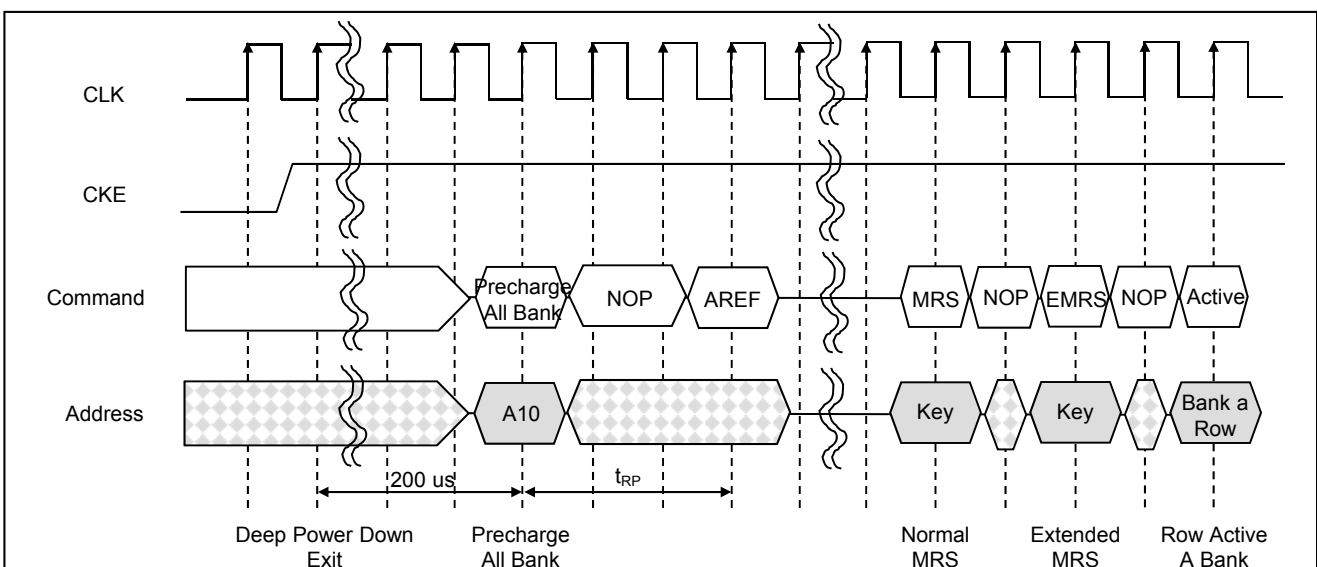 CLK
CKE
Command
Precharge
All Bank
NOP
AREF
MRS
NOP
EMRS
NOP
Active
Address
A10
Key
Key
Bank a
Row
200 us
tRP
Deep Power Down
Exit
Precharge
All Bank
Normal
MRS
Extended
MRS
Row Active
A Bank